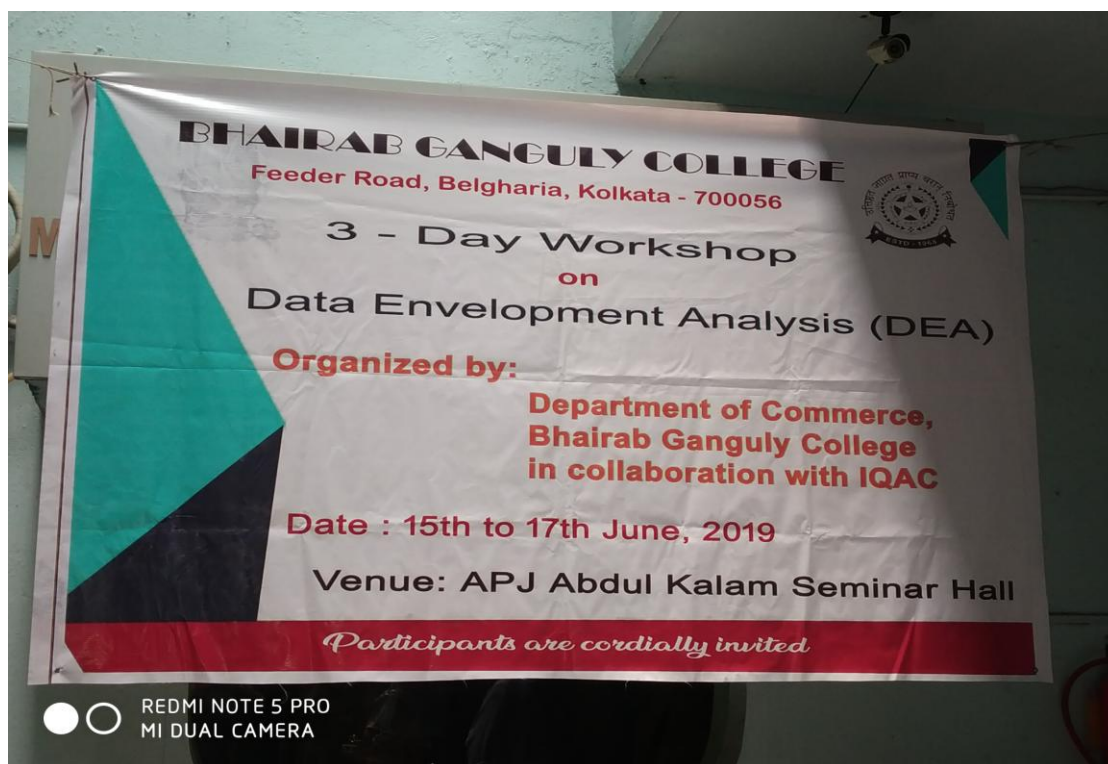 BHAIRAB GANGULY COLLEGE
Feeder Road, Belgharia, Kolkata - 700056
3 - Day Workshop
on
Data Envelopment Analysis (DEA)
Organized by:
Department of Commerce,
Bhairab Ganguly College
in collaboration with IQAC
Date : 15th to 17th June, 2019
Venue: APJ Abdul Kalam Seminar Hall
Participants are cordially invited
M
REDMI NOTE 5 PRO
MI DUAL CAMERA